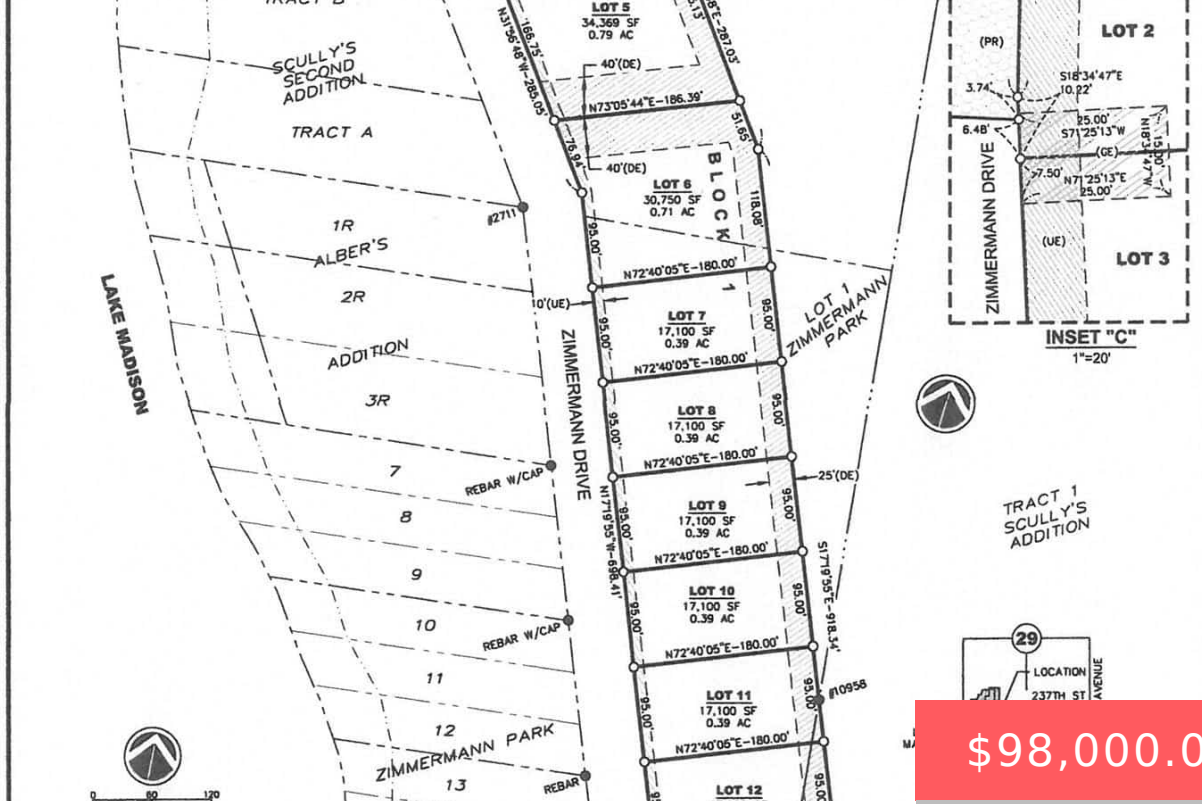 TRACT B
SCULLY'S
SECOND
ADDITION
TRACT A
1R
ALBER'S
2R
ADDITION
3R
7
8
9
10
11
12
ZIMMERMANN PARK
13
LAKE MADISON
0 60 120
#2711
REBAR W/CAP
REBAR W/CAP
REBAR
ZIMMERMANN DRIVE
N31°56'48"W-285.05'
166.75'
LOT 5
34,369 SF
0.79 AC
287.03'
40'(DE)
N73°05'44"E-186.39'
51.65'
76.94'
40'(DE)
BLOCK 1
LOT 6
30,750 SF
0.71 AC
118.08'
95.00'
N72°40'05"E-180.00'
(UE)
LOT 7
17,100 SF
0.39 AC
95.00'
95.00'
N72°40'05"E-180.00'
LOT 1
ZIMMERMANN
PARK
LOT 8
17,100 SF
0.39 AC
95.00'
95.00'
N72°40'05"E-180.00'
25'(DE)
LOT 9
17,100 SF
0.39 AC
95.00'
95.00'
N17°19'55"W-698.41'
N72°40'05"E-180.00'
S17°19'55"E-918.34'
LOT 10
17,100 SF
0.39 AC
95.00'
95.00'
N72°40'05"E-180.00'
#10958
LOT 11
17,100 SF
0.39 AC
95.00'
95.00'
N72°40'05"E-180.00'
LOT 12
95.00'
LOT 2
(PR)
S18°34'47"E
10.22'
3.74'
6.48'
25.00'
S71°25'13"W
(GE)
15.00'
N18°34'47"W
7.50'
N71°25'13"E
25.00'
(UE)
ZIMMERMANN DRIVE
LOT 3
INSET "C"
1"=20'
TRACT 1
SCULLY'S
ADDITION
29
LOCATION
237TH ST
AVENUE
$98,000.0